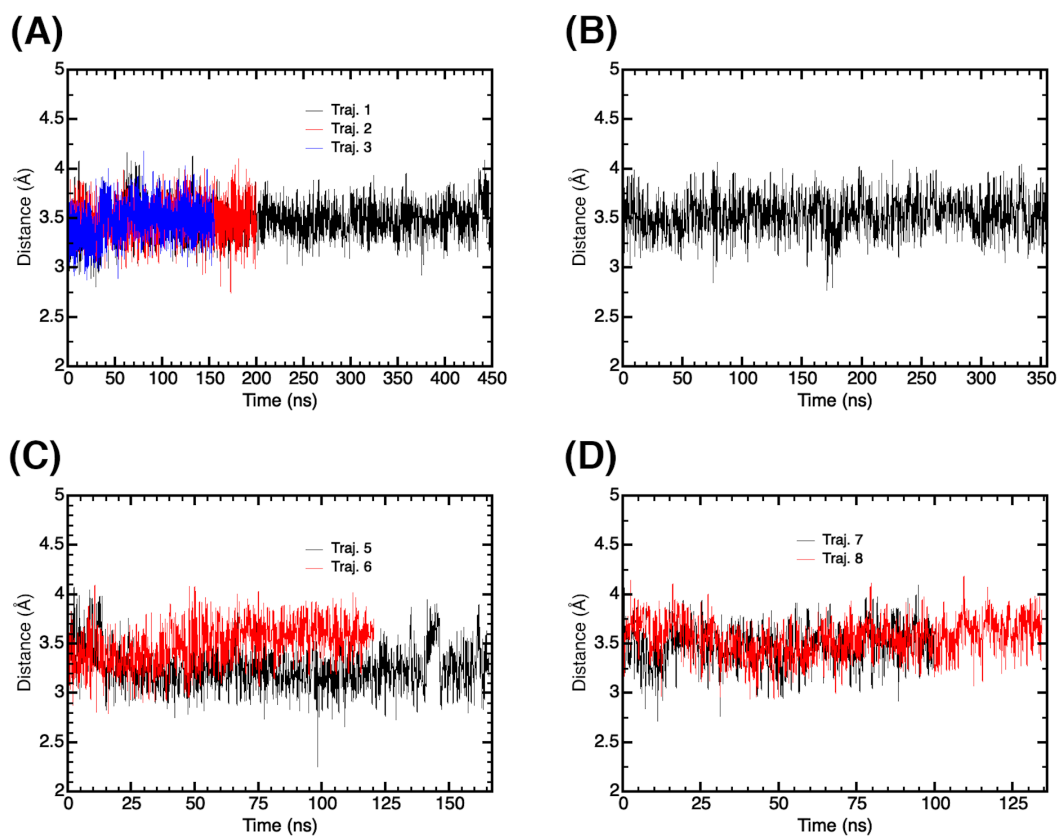 (A)
5
4.5
4
3.5
3
2.5
2
Distance (Å)
Traj. 1
Traj. 2
Traj. 3
0 50 100 150 200 250 300 350 400 450
Time (ns)
(B)
5
4.5
4
3.5
3
2.5
2
Distance (Å)
0 50 100 150 200 250 300 350
Time (ns)
(C)
5
4.5
4
3.5
3
2.5
2
Distance (Å)
Traj. 5
Traj. 6
0 25 50 75 100 125 150
Time (ns)
(D)
5
4.5
4
3.5
3
2.5
2
Distance (Å)
Traj. 7
Traj. 8
0 25 50 75 100 125
Time (ns)